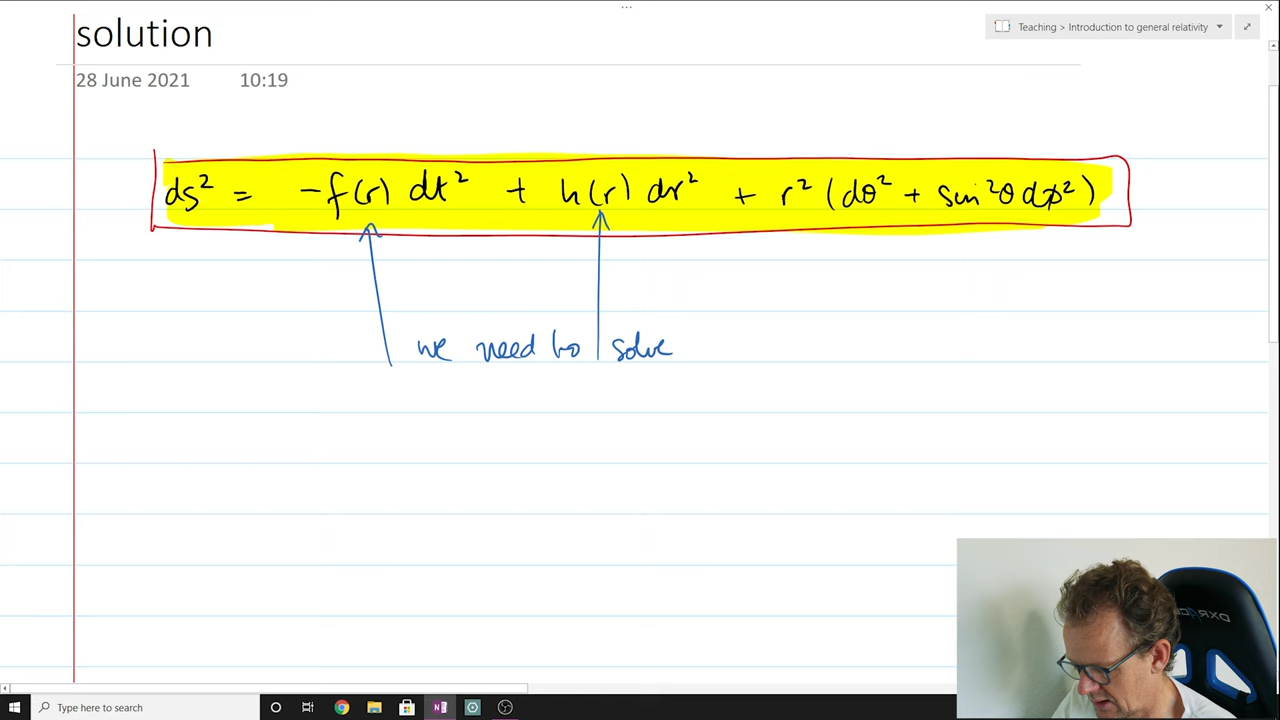 solution
Teaching > Introduction to general relativity
28 June 2021 10:19
ds² = -f(r) dt² + h(r) dr² + r² (dθ² + sin²θ dϕ²)
we need to solve
DXRACER
Type here to search